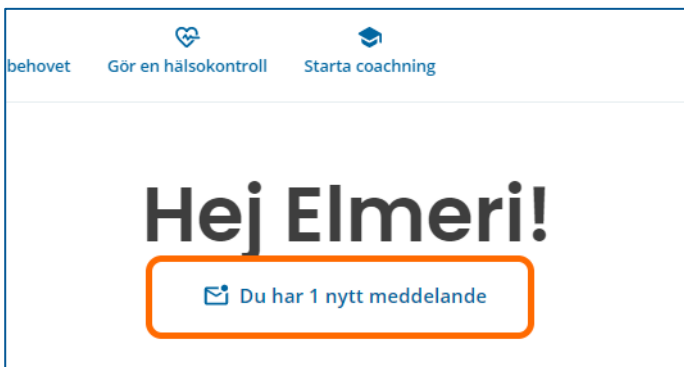 behovet Gör en hälsokontroll Starta coachning
Hej Elmeri!
Du har 1 nytt meddelande